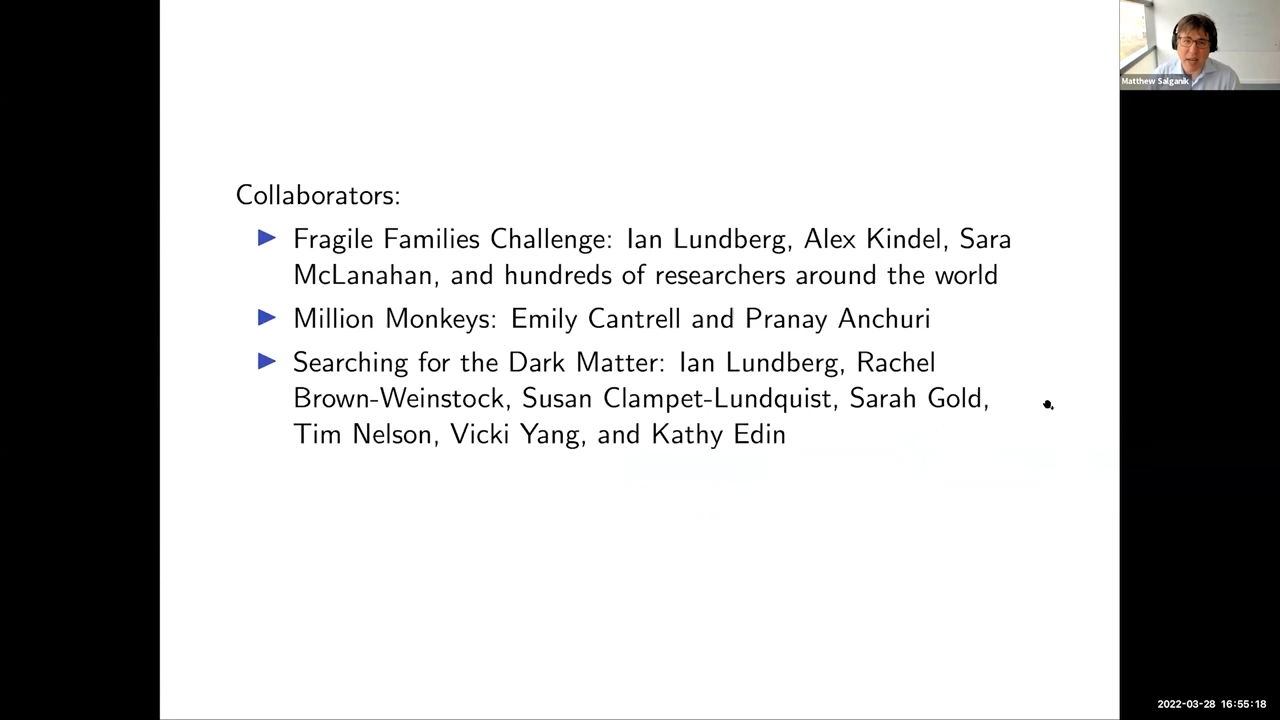 Collaborators:
Fragile Families Challenge: Ian Lundberg, Alex Kindel, Sara
McLanahan, and hundreds of researchers around the world
Million Monkeys: Emily Cantrell and Pranay Anchuri
Searching for the Dark Matter: Ian Lundberg, Rachel
Brown-Weinstock, Susan Clampet-Lundquist, Sarah Gold,
Tim Nelson, Vicki Yang, and Kathy Edin
Matthew Salganik
2022-03-28 16:55:18